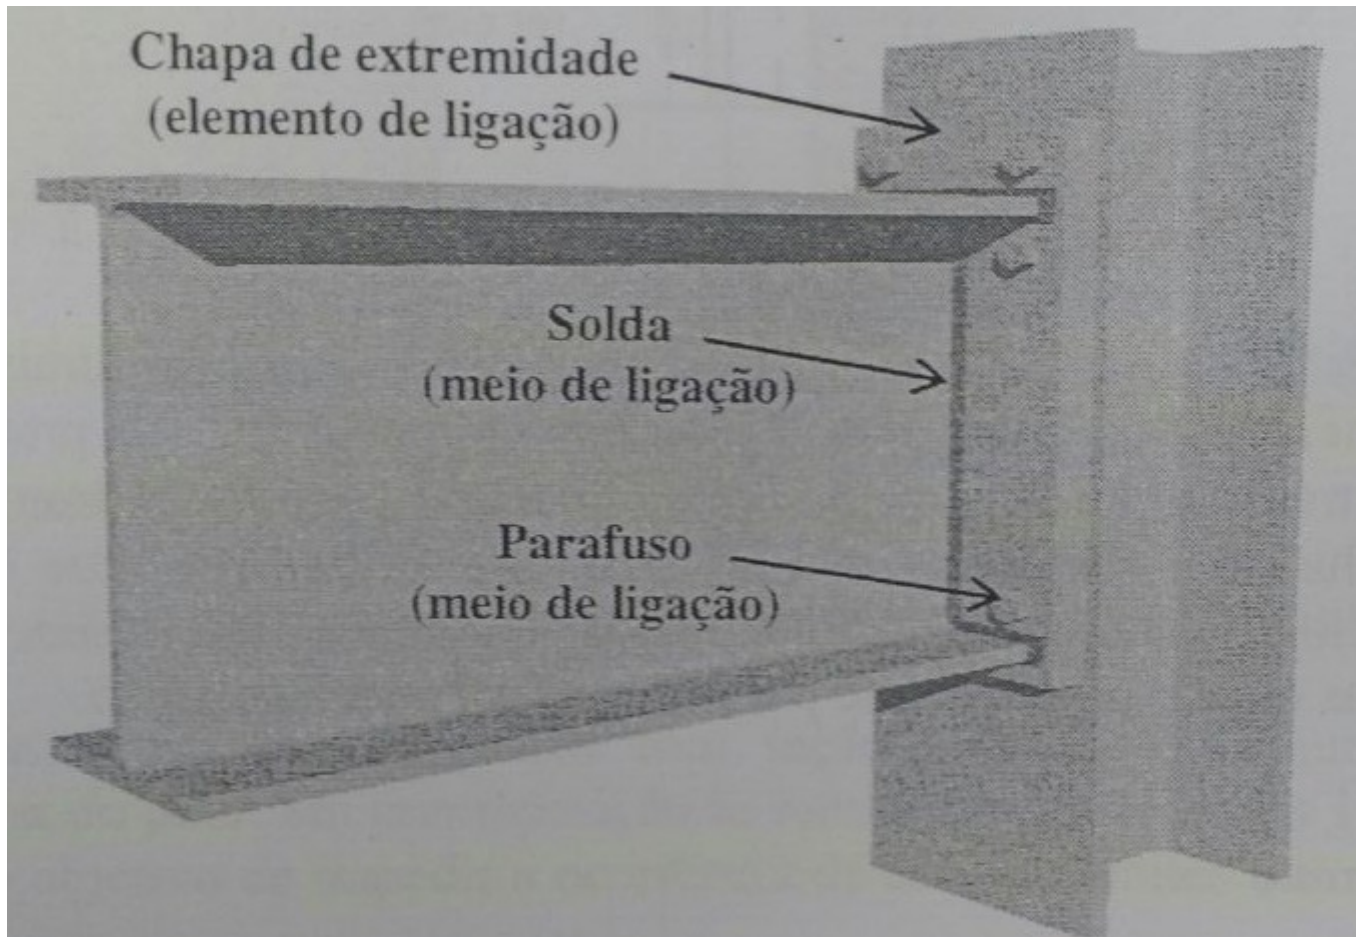 Chapa de extremidade
(elemento de ligação)
Solda
(meio de ligação)
Parafuso
(meio de ligação)